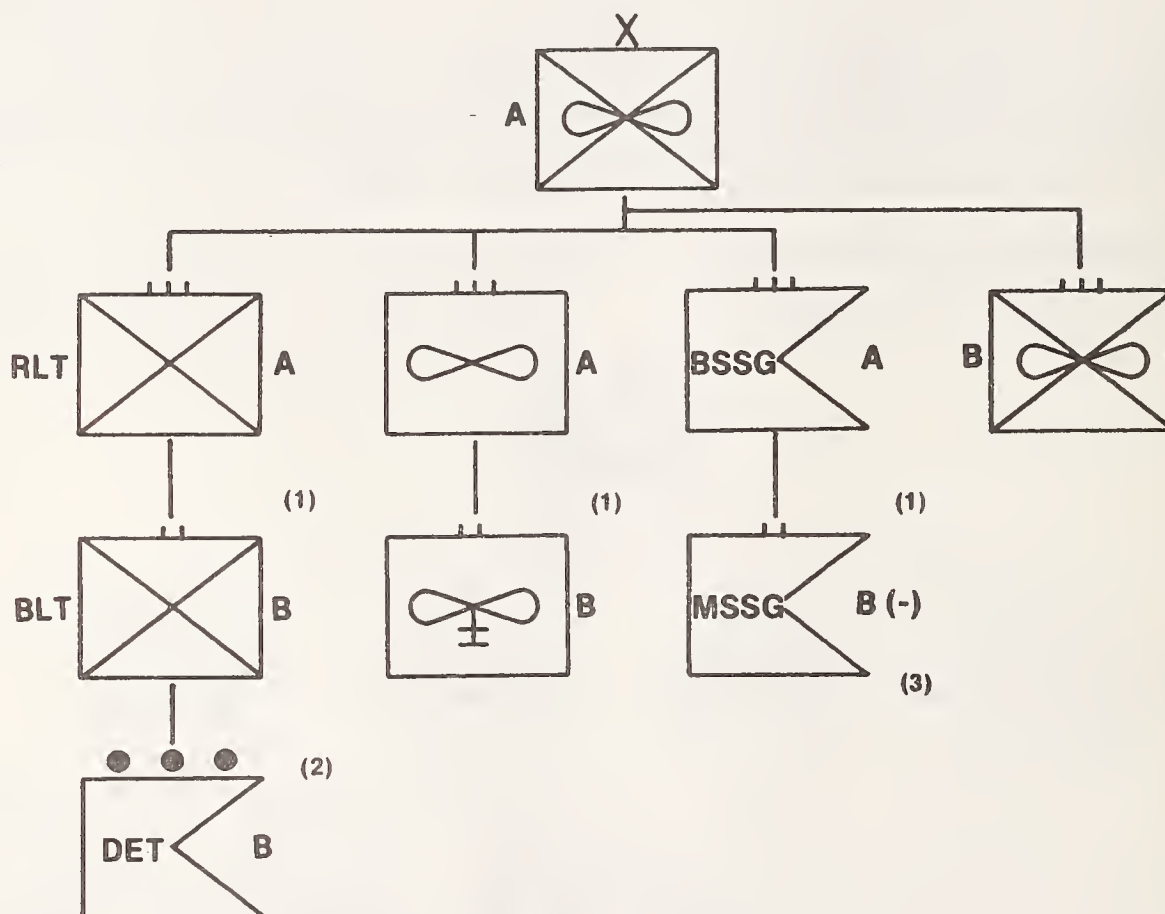 X
A
RLT A
A
BSSG A
B
(1) (1) (1)
BLT B
B
MSSG B (-)
(3)
(2)
DET B